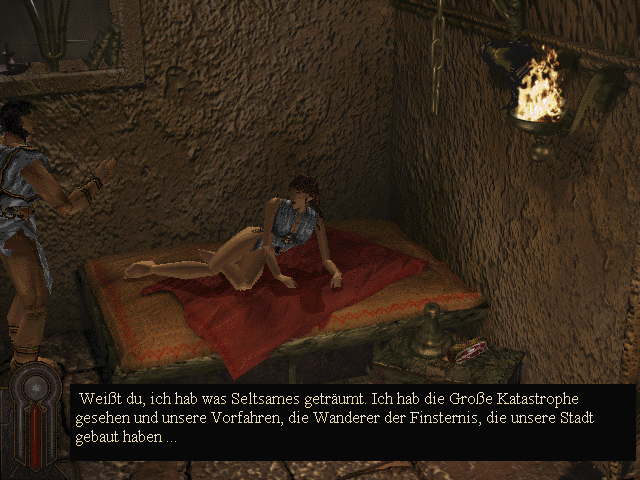 Weißt du, ich hab was Seltsames geträumt. Ich hab die Große Katastrophe
gesehen und unsere Vorfahren, die Wanderer der Finsternis, die unsere Stadt
gebaut haben ...